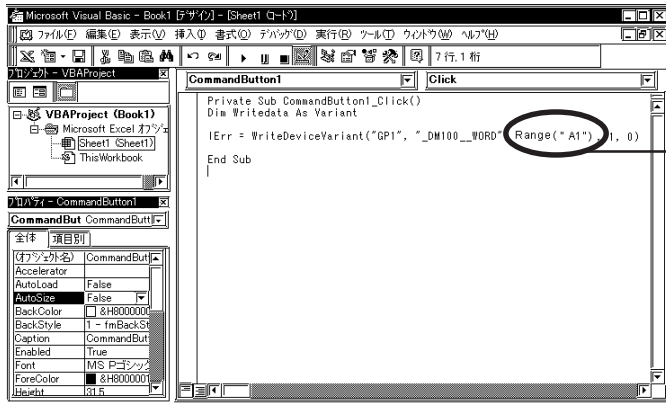 Microsoft Visual Basic - Book1 [ﾃﾞｻﾞｲﾝ] - [Sheet1 (ｺｰﾄﾞ)]
ﾌｧｲﾙ(F) 編集(E) 表示(V) 挿入(I) 書式(O) ﾃﾞﾊﾞｯｸﾞ(D) 実行(R) ﾂｰﾙ(T) ｳｨﾝﾄﾞｳ(W) ﾍﾙﾌﾟ(H)
7 行, 1 桁
ﾌﾟﾛｼﾞｪｸﾄ - VBAProject
VBAProject (Book1)
Microsoft Excel ｵﾌﾞｼﾞｪ
Sheet1 (Sheet1)
ThisWorkbook
ﾌﾟﾛﾊﾟﾃｨ - CommandButton1
CommandBut CommandButt
全体 項目別
(ｵﾌﾞｼﾞｪｸﾄ名) CommandBut
Accelerator
AutoLoad False
AutoSize False
BackColor &H8000000
BackStyle 1 - fmBackSt
Caption CommandBut
Enabled True
Font MS Pｺﾞｼｯｸ
ForeColor &H8000001
Height 31.5
CommandButton1 Click
Private Sub CommandButton1_Click()
Dim Writedata As Variant
lErr = WriteDeviceVariant("GP1", "_DM100__WORD", Range("A1"), 1, 0)
End Sub